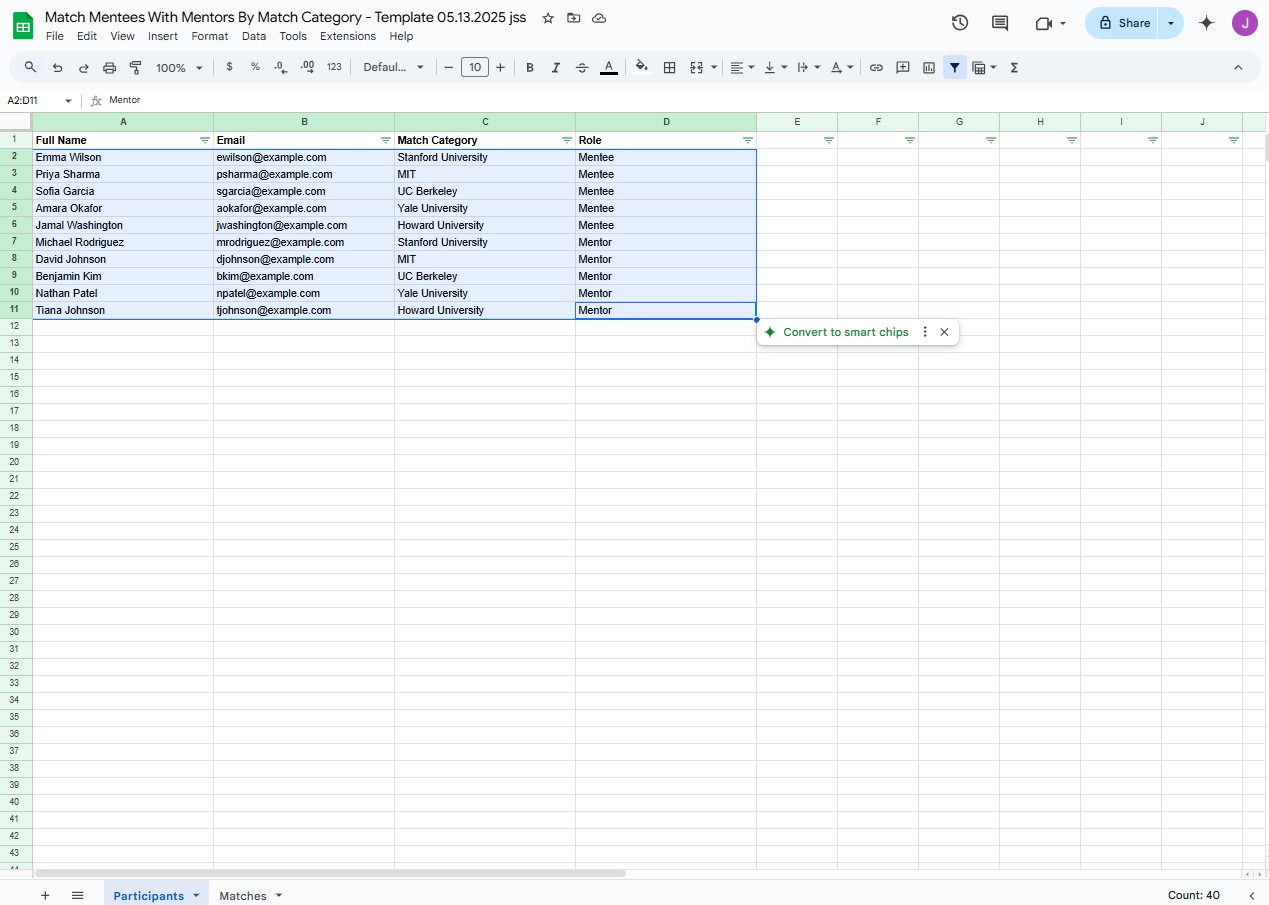 Match Mentees With Mentors By Match Category - Template 05.13.2025 jss
File Edit View Insert Format Data Tools Extensions Help
Share
J
100% $ % .0 .00 123 Defaul... 10 B I A
A2:D11 fx Mentor
A B C D E F G H I J
1 Full Name Email Match Category Role
2 Emma Wilson ewilson@example.com Stanford University Mentee
3 Priya Sharma psharma@example.com MIT Mentee
4 Sofia Garcia sgarcia@example.com UC Berkeley Mentee
5 Amara Okafor aokafor@example.com Yale University Mentee
6 Jamal Washington jwashington@example.com Howard University Mentee
7 Michael Rodriguez mrodriguez@example.com Stanford University Mentor
8 David Johnson djohnson@example.com MIT Mentor
9 Benjamin Kim bkim@example.com UC Berkeley Mentor
10 Nathan Patel npatel@example.com Yale University Mentor
11 Tiana Johnson tjohnson@example.com Howard University Mentor
12 Convert to smart chips
13
14
15
16
17
18
19
20
21
22
23
24
25
26
27
28
29
30
31
32
33
34
35
36
37
38
39
40
41
42
43
44
Participants Matches Count: 40